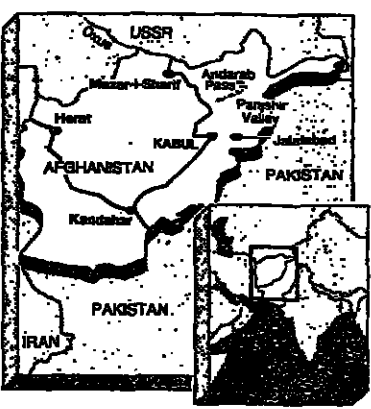 USSR
Oxus
Mazar-i-Sharif
Andarab
Pass
Panjshir
Valley
Herat
KABUL
Jalalabad
AFGHANISTAN
PAKISTAN
Kandahar
PAKISTAN
IRAN